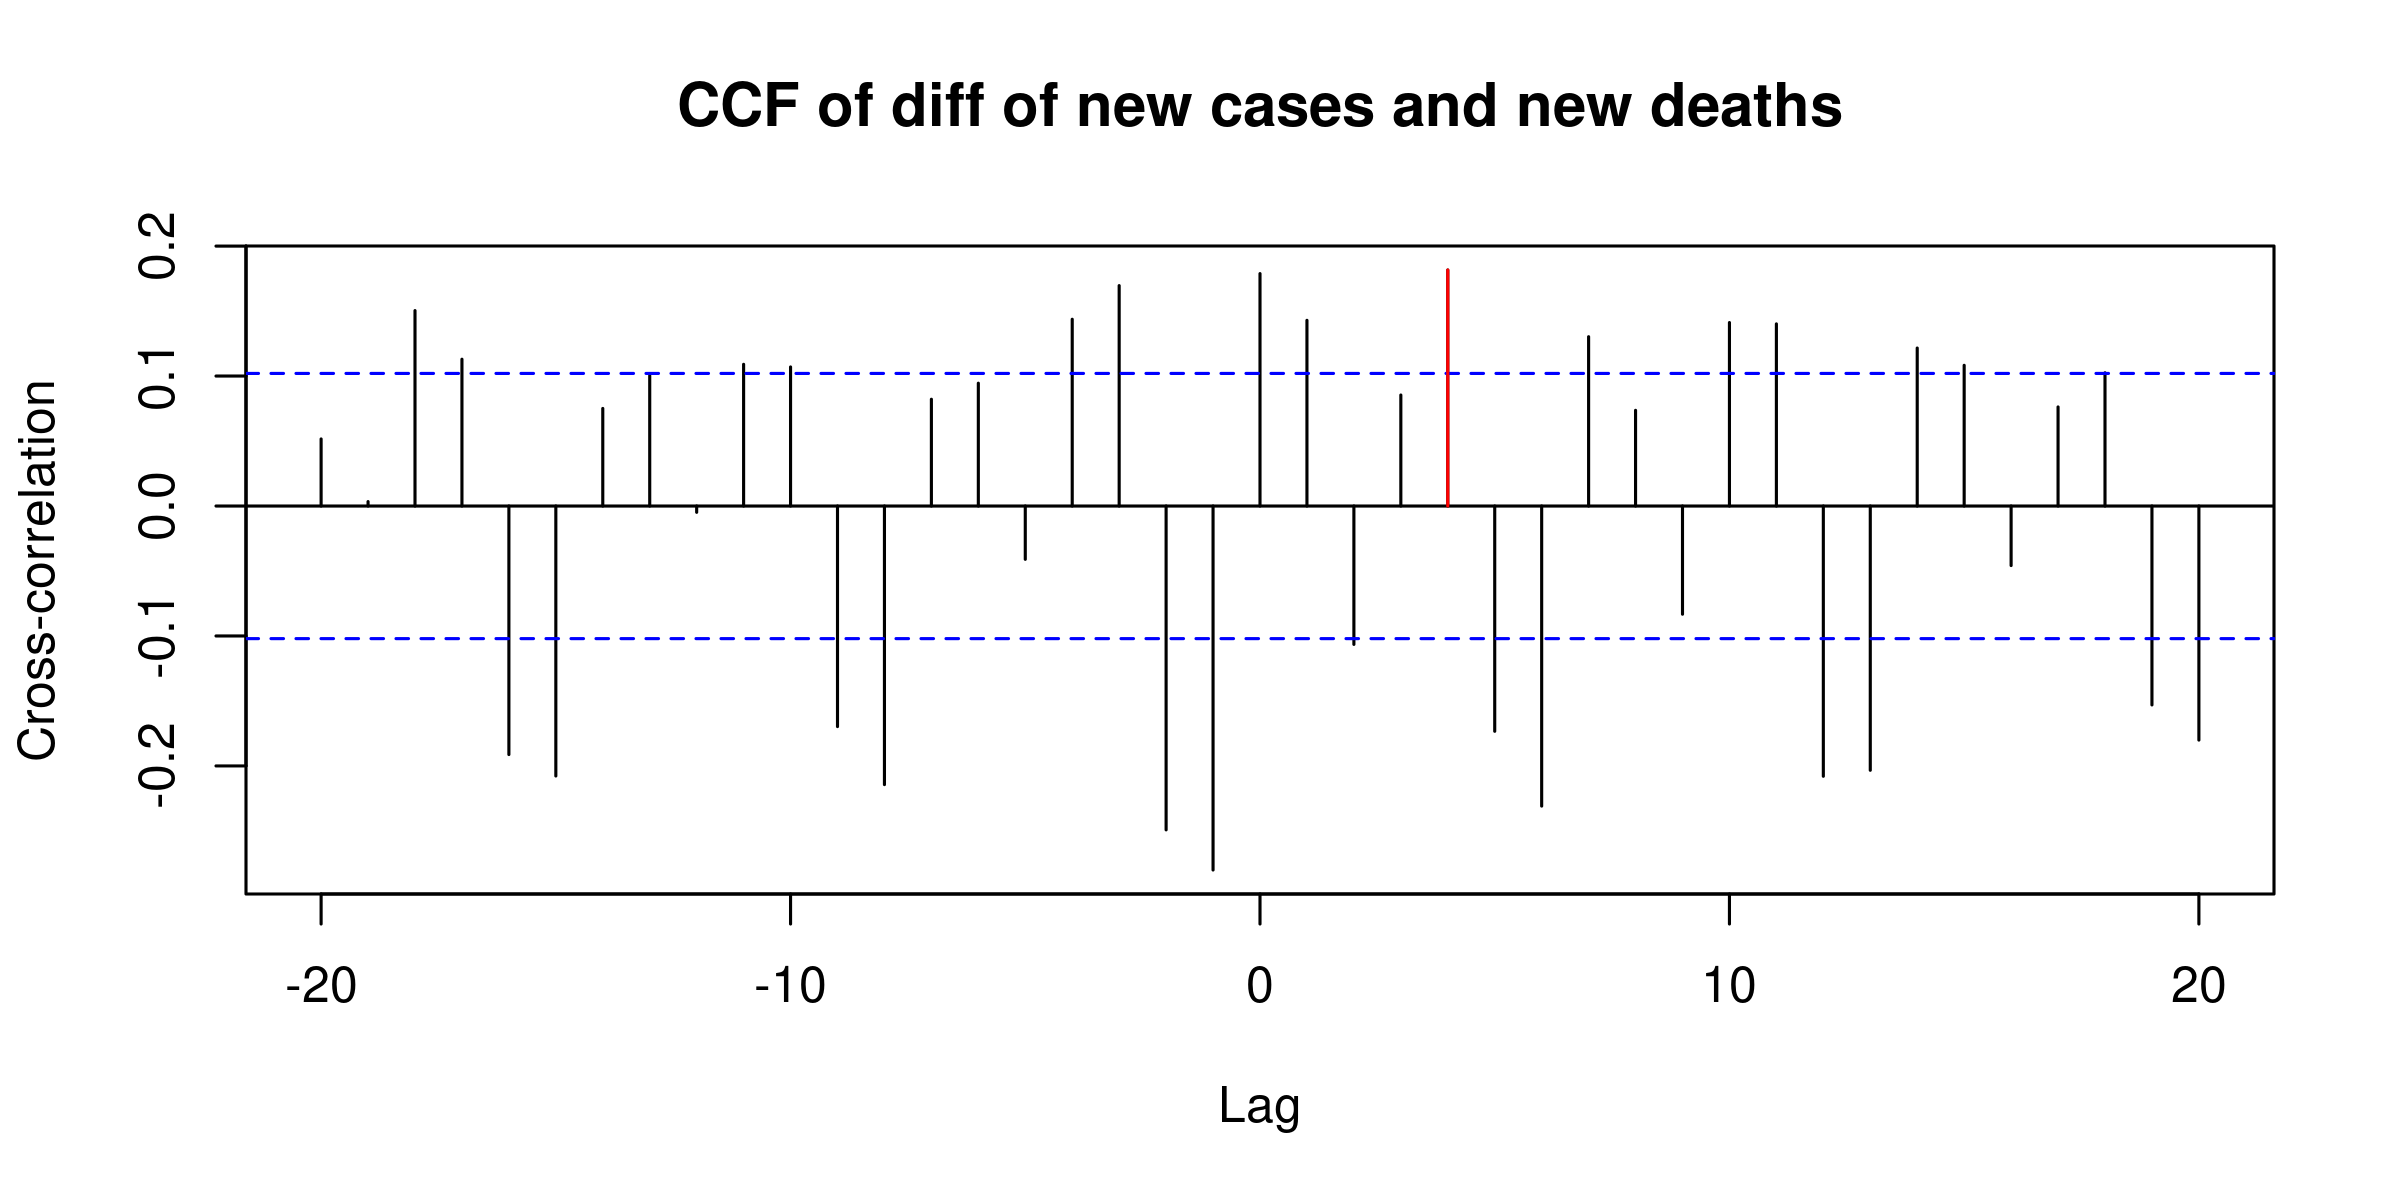 CCF of diff of new cases and new deaths
Cross-correlation
0.2
0.1
0.0
-0.1
-0.2
-20 -10 0 10 20
Lag